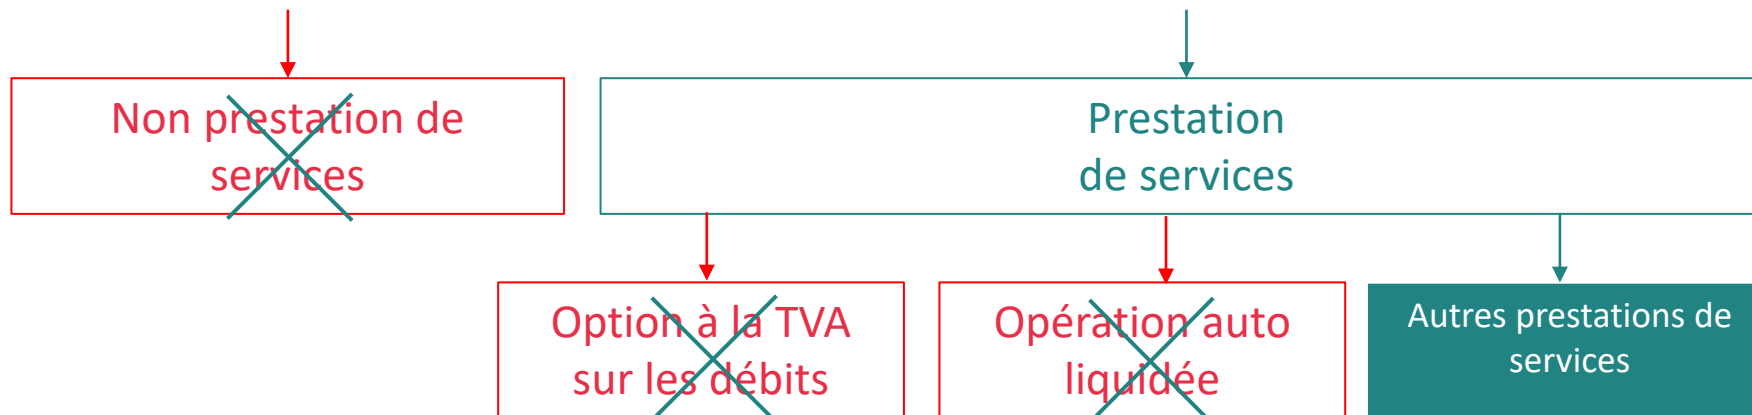 Non prestation de
services
Prestation
de services
Option à la TVA
sur les débits
Opération auto
liquidée
Autres prestations de
services